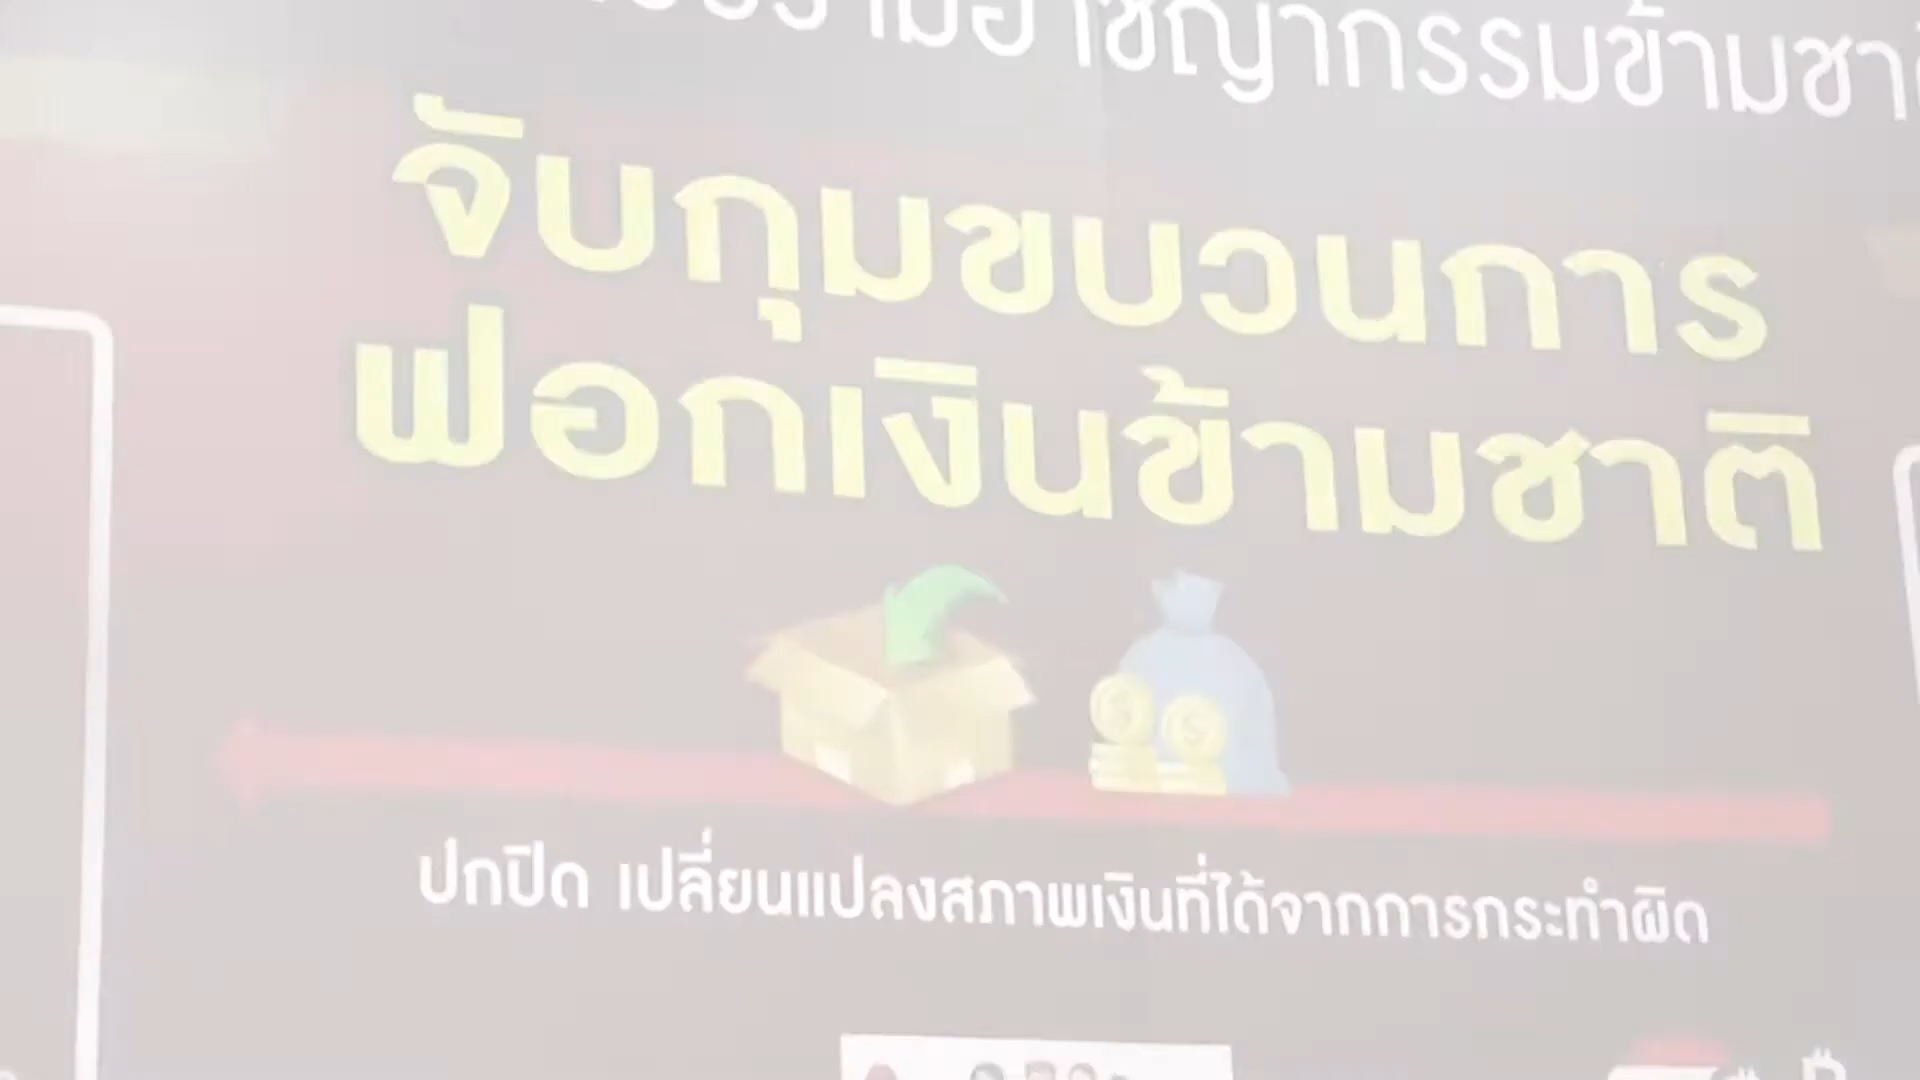 อาชญากรรมข้ามชาติ
จับกุมขบวนการ
ฟอกเงินข้ามชาติ
ปกปิด เปลี่ยนแปลงสภาพเงินที่ได้จากการกระทำผิด